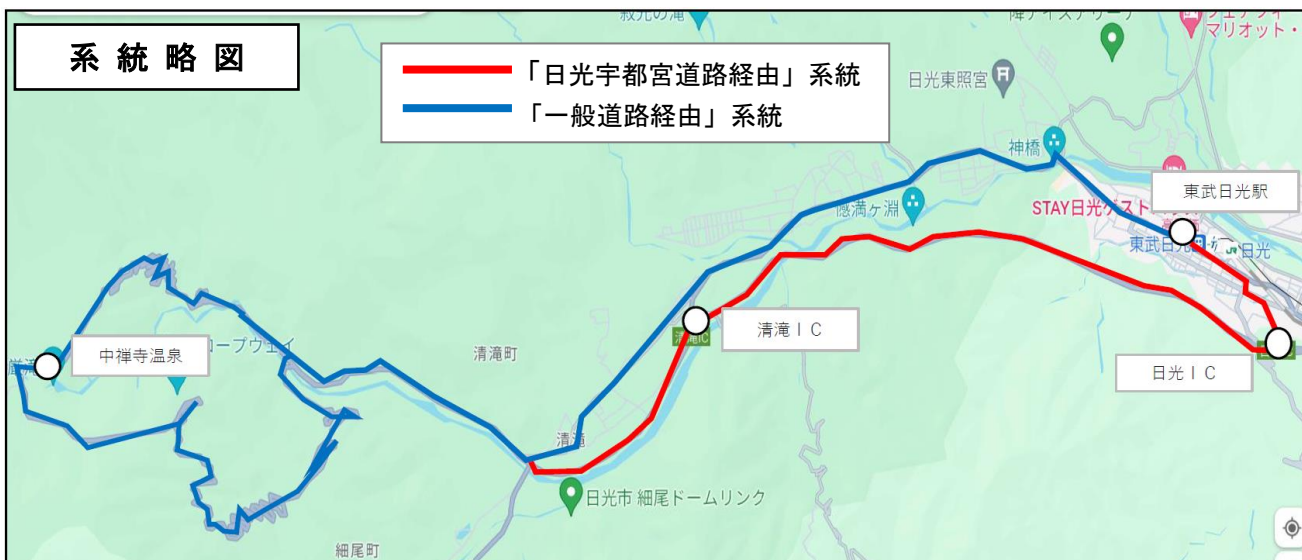 系統略図
「日光宇都宮道路経由」系統
「一般道路経由」系統
マリオット・
日光東照宮
神橋
東武日光駅
憾満ヶ淵
STAY日光ゲスト
東武日光
日光
中禅寺温泉
ロープウェイ
清滝町
清滝IC
清滝IC
日光IC
清滝
日光市 細尾ドームリンク
細尾町